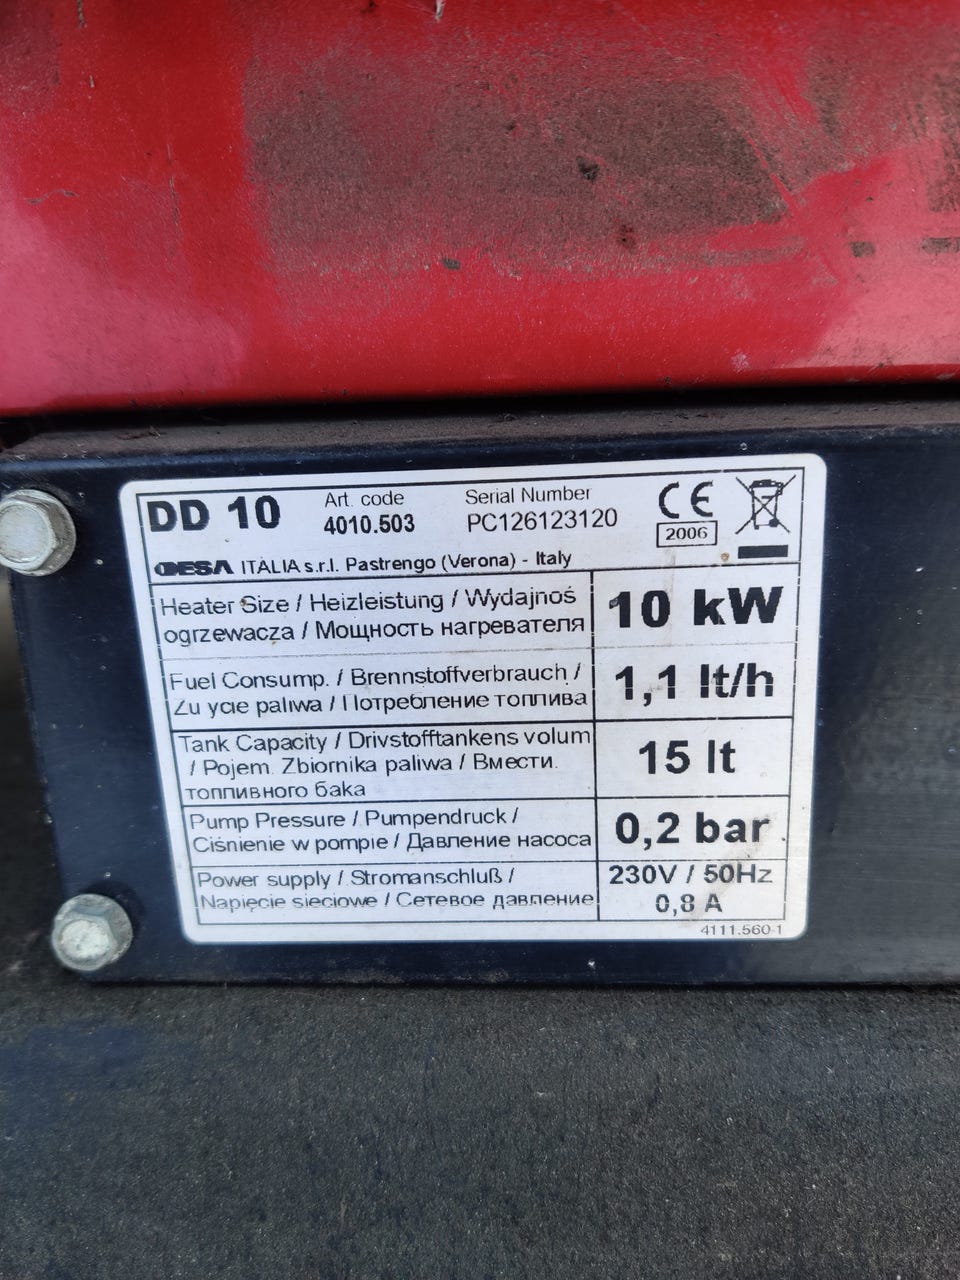 DD 10
Art. code
4010.503
Serial Number
PC126123120
CE
2006
DESA ITALIA s.r.l. Pastrengo (Verona) - Italy
Heater Size / Heizleistung / Wydajnoś
ogrzewacza / Мощность нагревателя
10 kW
Fuel Consump. / Brennstoffverbrauch /
Zu ycie paliwa / Потребление топлива
1,1 lt/h
Tank Capacity / Drivstofftankens volum
/ Pojem. Zbiornika paliwa / Вмести.
топливного бака
15 lt
Pump Pressure / Pumpendruck /
Ciśnienie w pompie / Давление насоса
0,2 bar
Power supply / Stromanschluß /
Napięcie sieciowe / Сетевое давление
230V / 50Hz
0,8 A
4111.560-1